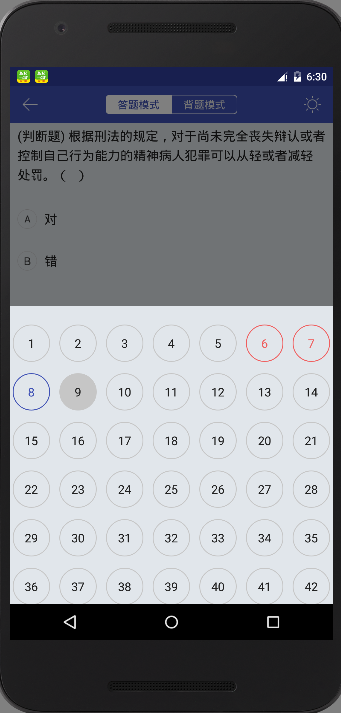 6:30
答题模式 背题模式
(判断题) 根据刑法的规定，对于尚未完全丧失辩认或者
控制自己行为能力的精神病人犯罪可以从轻或者减轻
处罚。（ ）
A 对
B 错
1 2 3 4 5 6 7
8 9 10 11 12 13 14
15 16 17 18 19 20 21
22 23 24 25 26 27 28
29 30 31 32 33 34 35
36 37 38 39 40 41 42